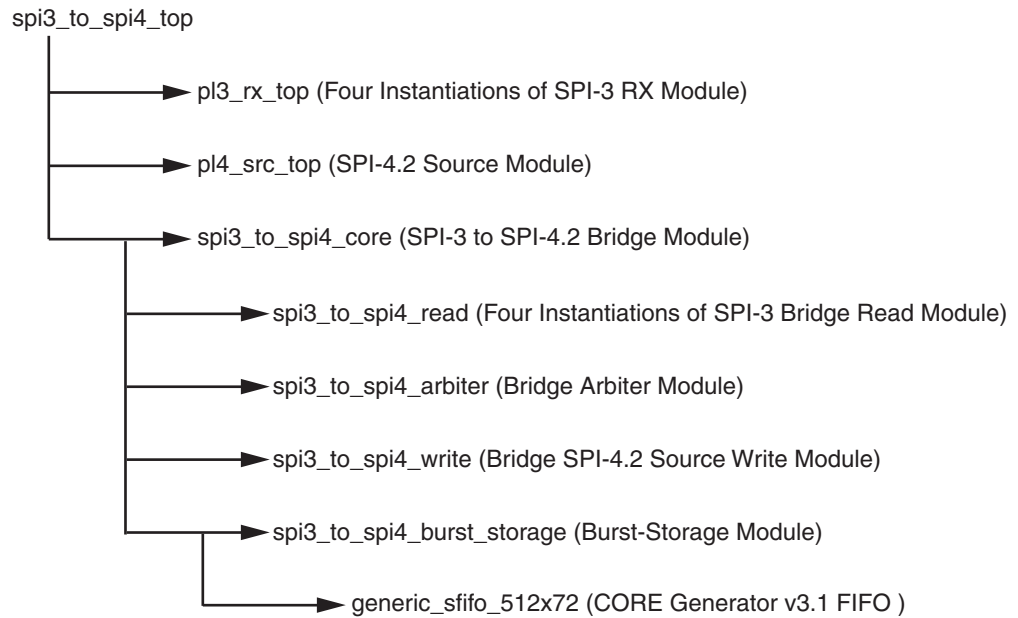 spi3_to_spi4_top
pl3_rx_top (Four Instantiations of SPI-3 RX Module)
pl4_src_top (SPI-4.2 Source Module)
spi3_to_spi4_core (SPI-3 to SPI-4.2 Bridge Module)
spi3_to_spi4_read (Four Instantiations of SPI-3 Bridge Read Module)
spi3_to_spi4_arbiter (Bridge Arbiter Module)
spi3_to_spi4_write (Bridge SPI-4.2 Source Write Module)
spi3_to_spi4_burst_storage (Burst-Storage Module)
generic_sfifo_512x72 (CORE Generator v3.1 FIFO )